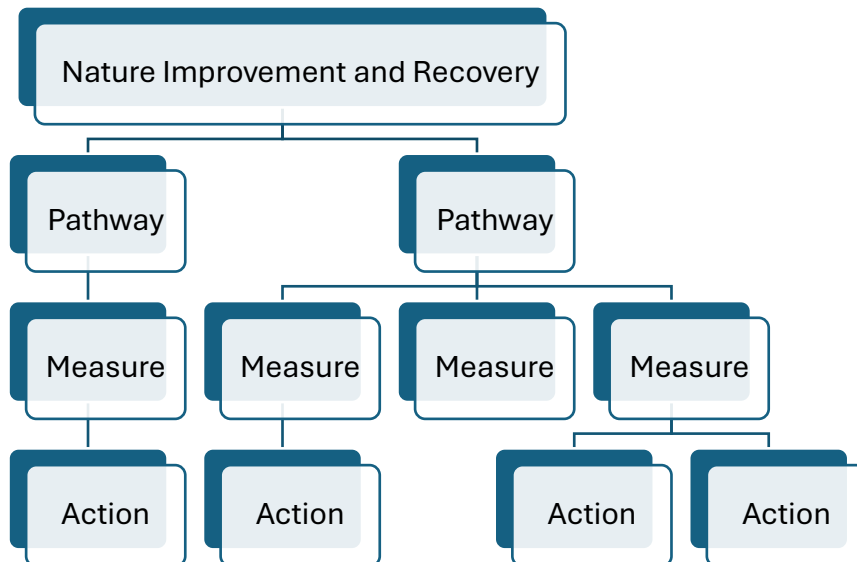 Nature Improvement and Recovery
Pathway
Pathway
Measure
Measure
Measure
Measure
Action
Action
Action
Action